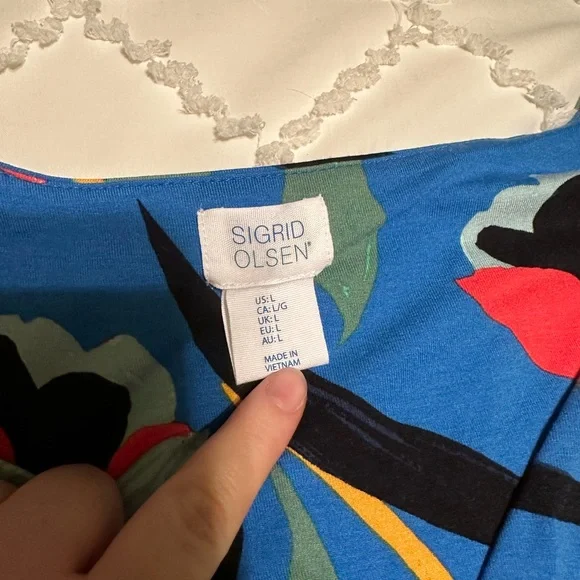 SIGRID
OLSEN®
US: L
CA: L/G
UK: L
EU: L
AU: L
MADE IN
VIETNAM